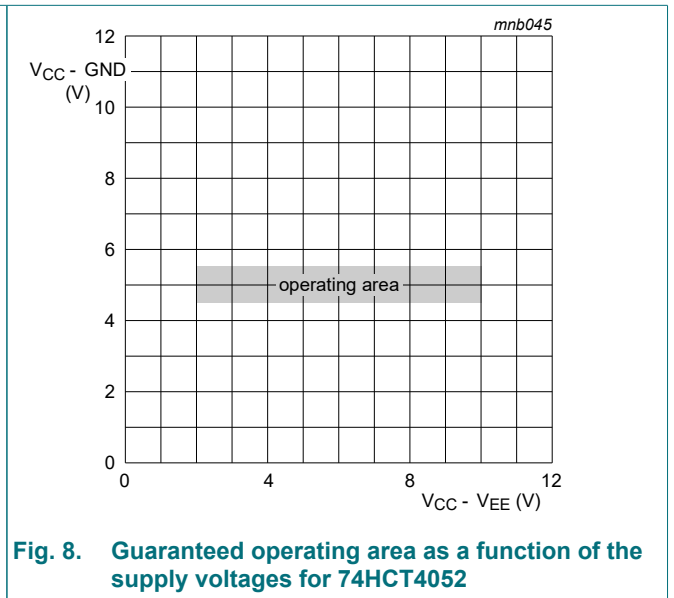 mnb045
12
VCC - GND
(V)
10
8
6
operating area
4
2
0
0 4 8 12
VCC - VEE (V)
Fig. 8. Guaranteed operating area as a function of the
supply voltages for 74HCT4052